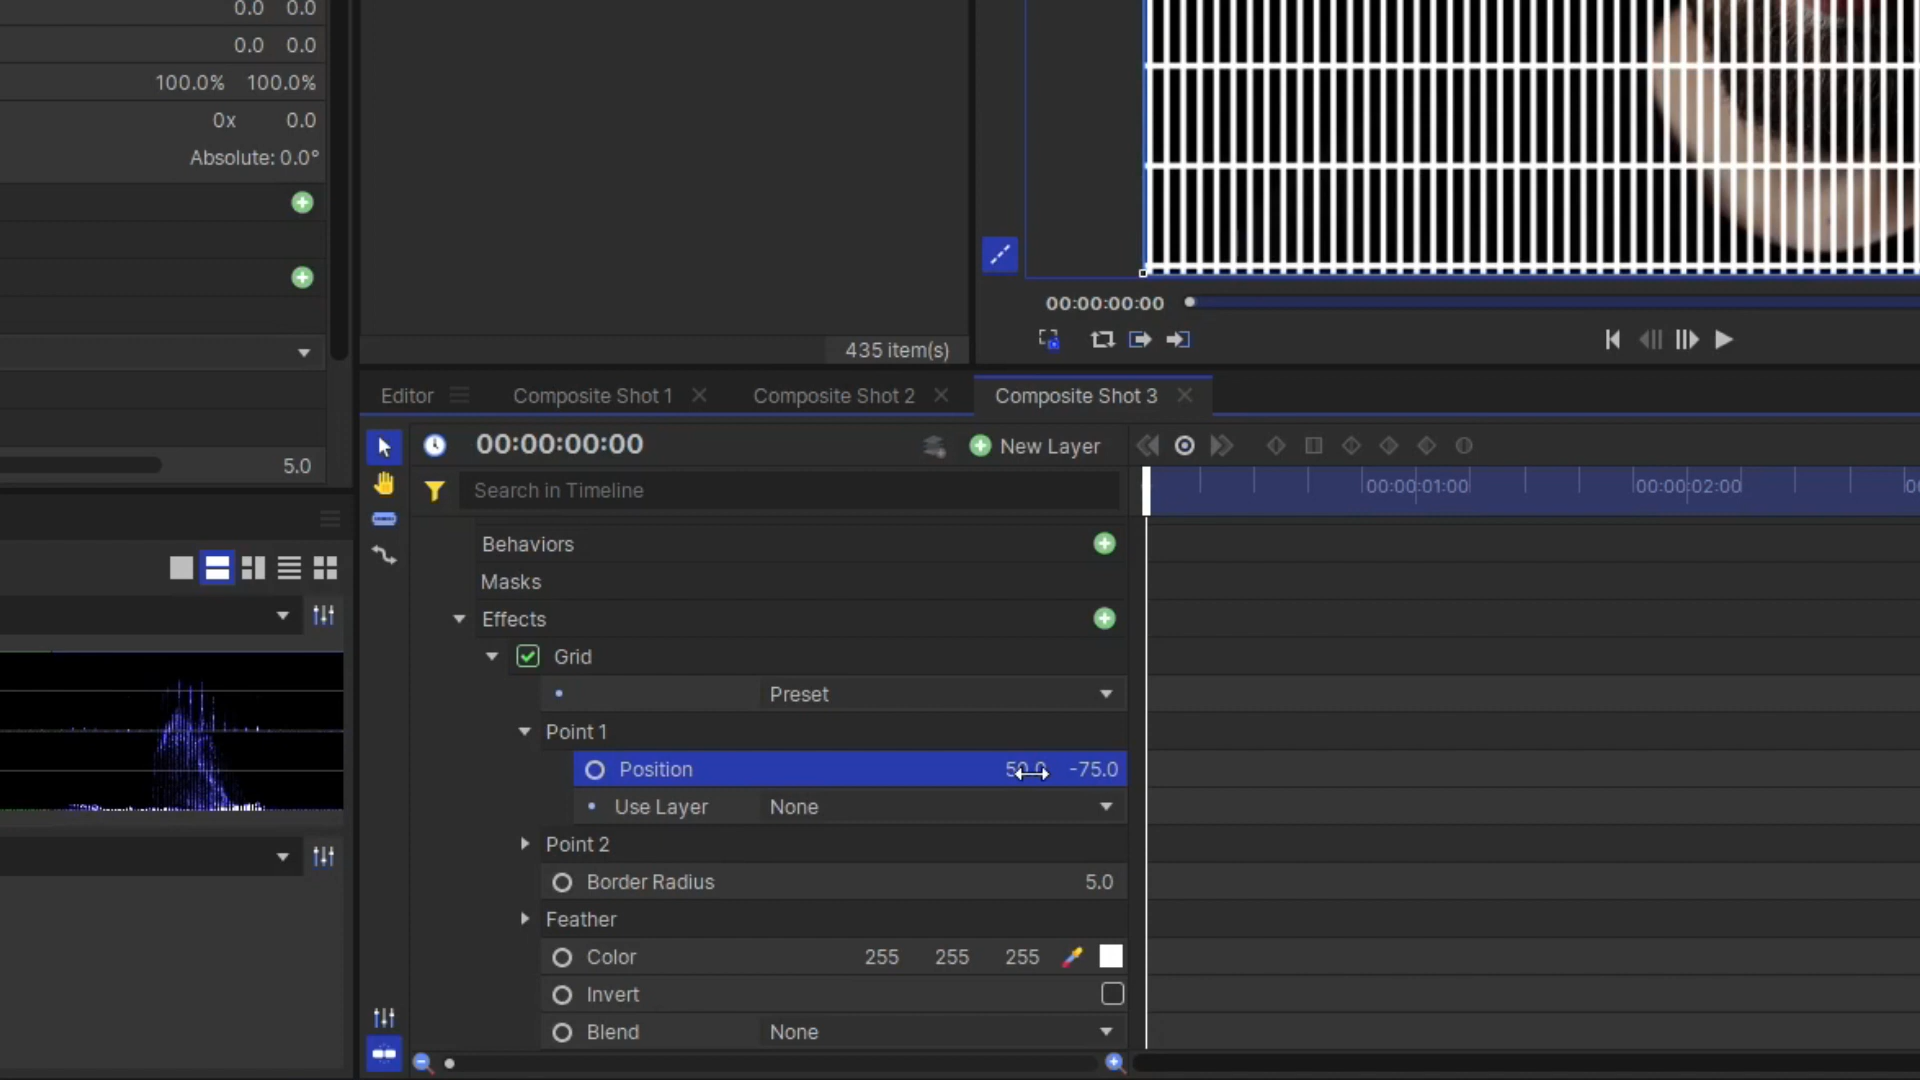 0.0 0.0
0.0 0.0
100.0% 100.0%
0x 0.0
Absolute: 0.0°
5.0
435 item(s)
00:00:00:00
Editor Composite Shot 1 Composite Shot 2 Composite Shot 3
00:00:00:00 New Layer
Search in Timeline
00:00:01:00 00:00:02:00
Behaviors
Masks
Effects
Grid
Preset
Point 1
Position -75.0
Use Layer None
Point 2
Border Radius 5.0
Feather
Color 255 255 255
Invert
Blend None